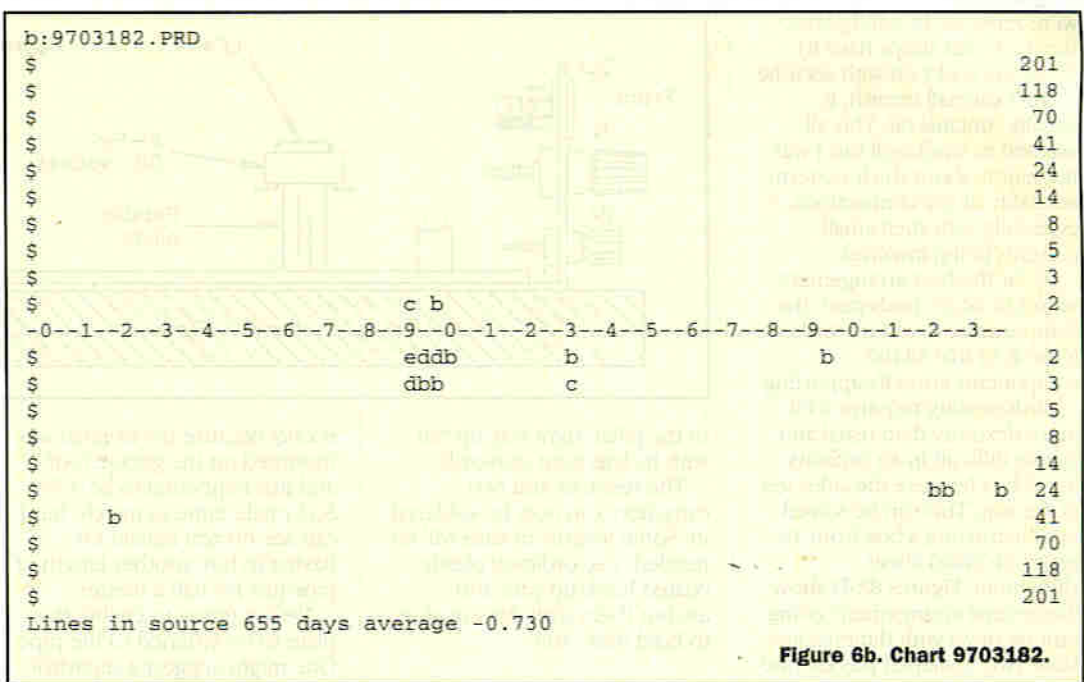 b:9703182.PRD
$ 201
$ 118
$ 70
$ 41
$ 24
$ 14
$ 8
$ 5
$ 3
$ c b 2
-0--1--2--3--4--5--6--7--8--9--0--1--2--3--4--5--6--7--8--9--0--1--2--3--
$ eddb b b 2
$ dbb c 3
$ 5
$ 8
$ 14
$ bb b 24
$ b 41
$ 70
$ 118
$ 201
Lines in source 655 days average -0.730
Figure 6b. Chart 9703182.